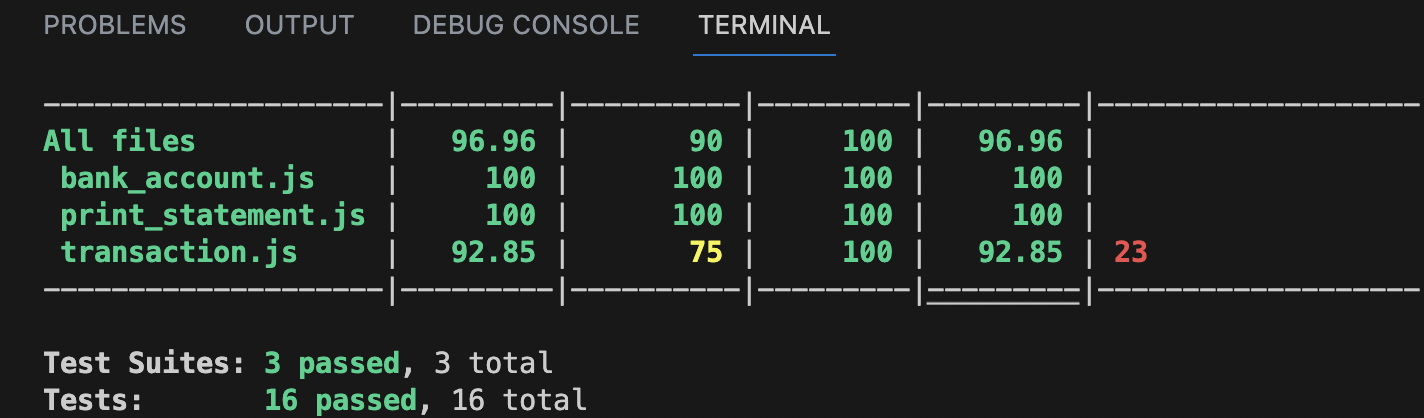 PROBLEMS OUTPUT DEBUG CONSOLE TERMINAL
--------------------|---------|----------|---------|---------|-------------------
All files           |   96.96 |       90 |     100 |   96.96 |
 bank_account.js    |     100 |      100 |     100 |     100 |
 print_statement.js |     100 |      100 |     100 |     100 |
 transaction.js     |   92.85 |       75 |     100 |   92.85 | 23
--------------------|---------|----------|---------|---------|-------------------
Test Suites: 3 passed, 3 total
Tests:       16 passed, 16 total